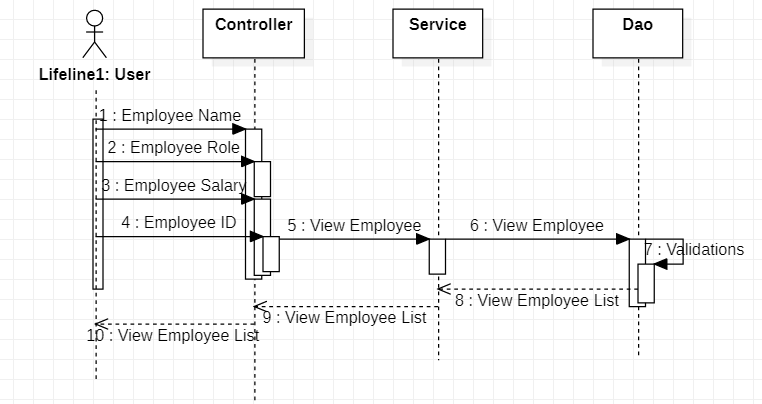 Controller
Service
Dao
Lifeline1: User
1 : Employee Name
2 : Employee Role
3 : Employee Salary
4 : Employee ID
5 : View Employee
6 : View Employee
7 : Validations
8 : View Employee List
9 : View Employee List
10 : View Employee List